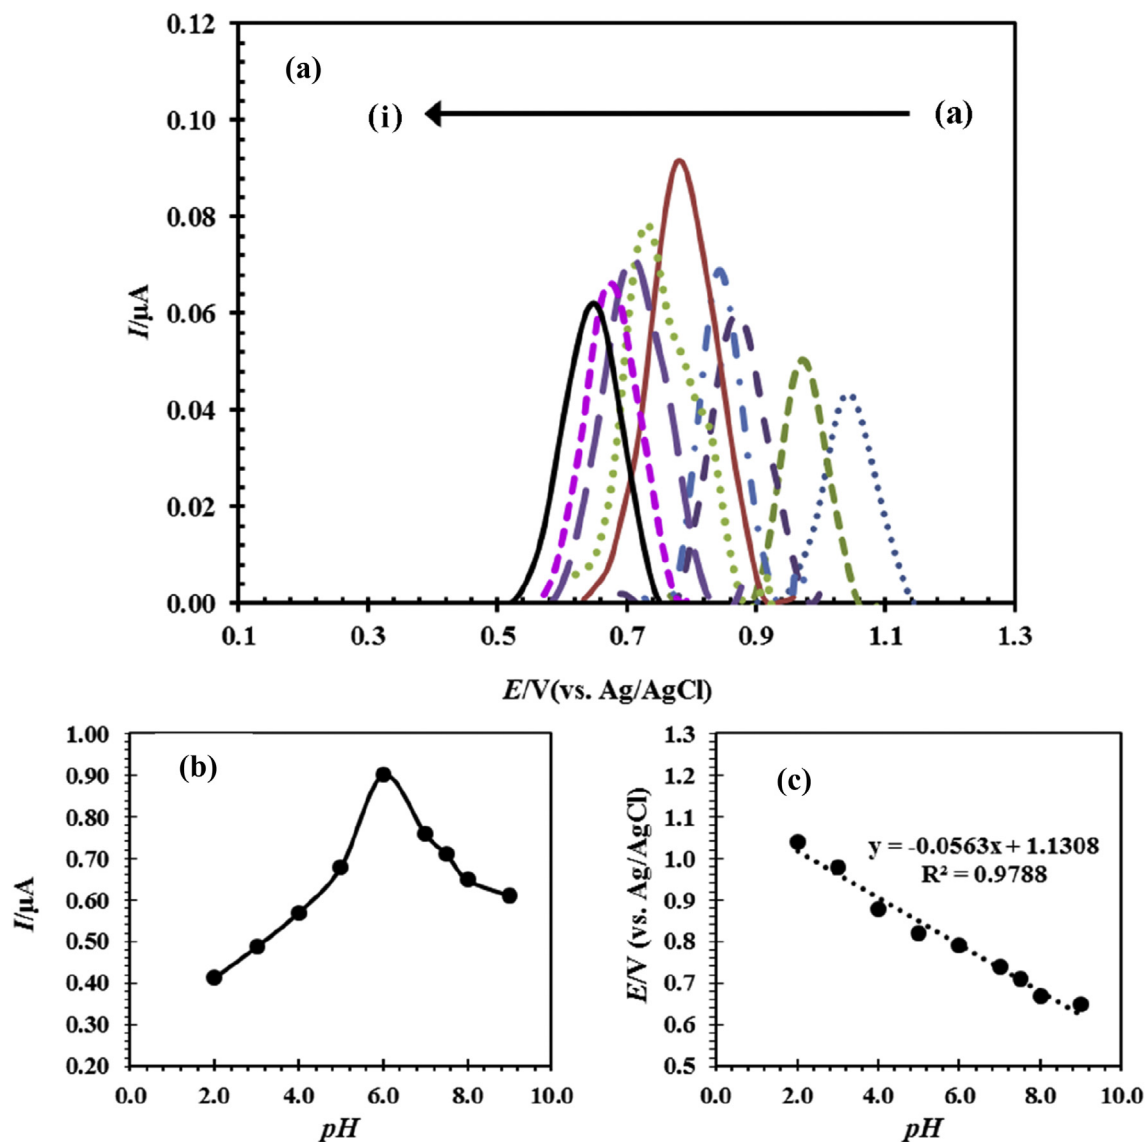 0.12
(a)
0.10
(i) (a)
0.08
0.06
0.04
0.02
0.00
I/μA
0.1 0.3 0.5 0.7 0.9 1.1 1.3
E/V(vs. Ag/AgCl)
1.00
(b)
0.90
0.80
0.70
0.60
0.50
0.40
0.30
0.20
I/μA
0.0 2.0 4.0 6.0 8.0 10.0
pH
1.3
(c)
1.2
1.1
1.0
0.9
0.8
0.7
0.6
0.5
E/V (vs. Ag/AgCl)
y = -0.0563x + 1.1308
R² = 0.9788
0.0 2.0 4.0 6.0 8.0 10.0
pH